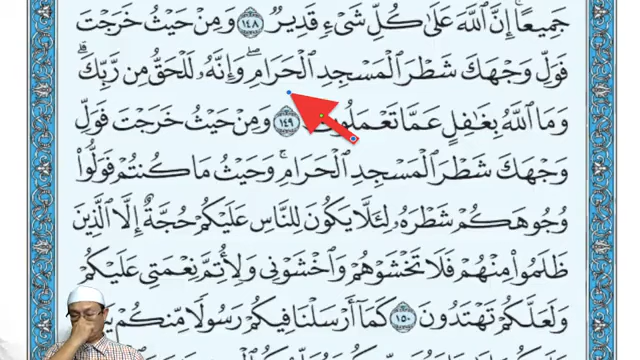 جَمِيعًا ۚ إِنَّ ٱللَّهَ عَلَىٰ كُلِّ شَىْءٍ قَدِيرٌ ١٤٨ وَمِنْ حَيْثُ خَرَجْتَ
فَوَلِّ وَجْهَكَ شَطْرَ ٱلْمَسْجِدِ ٱلْحَرَامِ ۖ وَإِنَّهُۥ لَلْحَقُّ مِن رَّبِّكَ ۗ
وَمَا ٱللَّهُ بِغَـٰفِلٍ عَمَّا تَعْمَلُونَ ١٤٩ وَمِنْ حَيْثُ خَرَجْتَ فَوَلِّ
وَجْهَكَ شَطْرَ ٱلْمَسْجِدِ ٱلْحَرَامِ ۚ وَحَيْثُ مَا كُنتُمْ فَوَلُّوا۟
وُجُوهَكُمْ شَطْرَهُۥ لِئَلَّا يَكُونَ لِلنَّاسِ عَلَيْكُمْ حُجَّةٌ إِلَّا ٱلَّذِينَ
ظَلَمُوا۟ مِنْهُمْ فَلَا تَخْشَوْهُمْ وَٱخْشَوْنِى وَلِأُتِمَّ نِعْمَتِى عَلَيْكُمْ
وَلَعَلَّكُمْ تَهْتَدُونَ ١٥٠ كَمَآ أَرْسَلْنَا فِيكُمْ رَسُولًا مِّنكُمْ